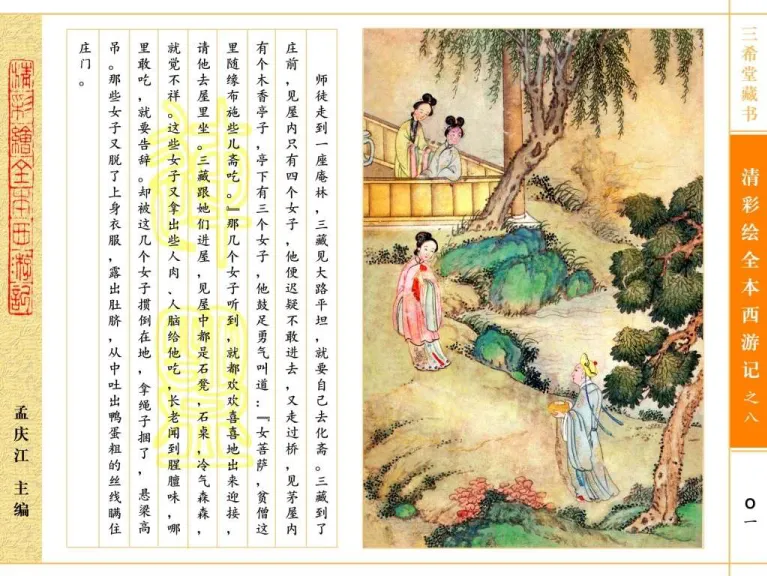 三希堂藏书
清彩绘全本西游记之八
〇一
师徒走到一座庵林，三藏见大路平坦，就要自己去化斋。三藏到了
庄前，见屋内只有四个女子，他便迟疑不敢进去，又走过桥，见茅屋内
有个木香亭子，亭下有三个女子，他鼓足勇气叫道：『女菩萨，贫僧这
里随缘布施些儿斋吃。』那几个女子听到，就都欢欢喜喜地出来迎接，
请他去屋里坐。三藏跟她们进屋，见屋中都是石凳，石桌，冷气森森，
就觉不祥。这些女子又拿出些人肉、人脑给他吃，长老闻到腥膻味，哪
里敢吃，就要告辞。却被这几个女子掼倒在地，拿绳子捆了，悬梁高
吊。那些女子又脱了上身衣服，露出肚脐，从中吐出鸭蛋粗的丝线瞒住
庄门。
清彩绘全本西游记
孟庆江 主编